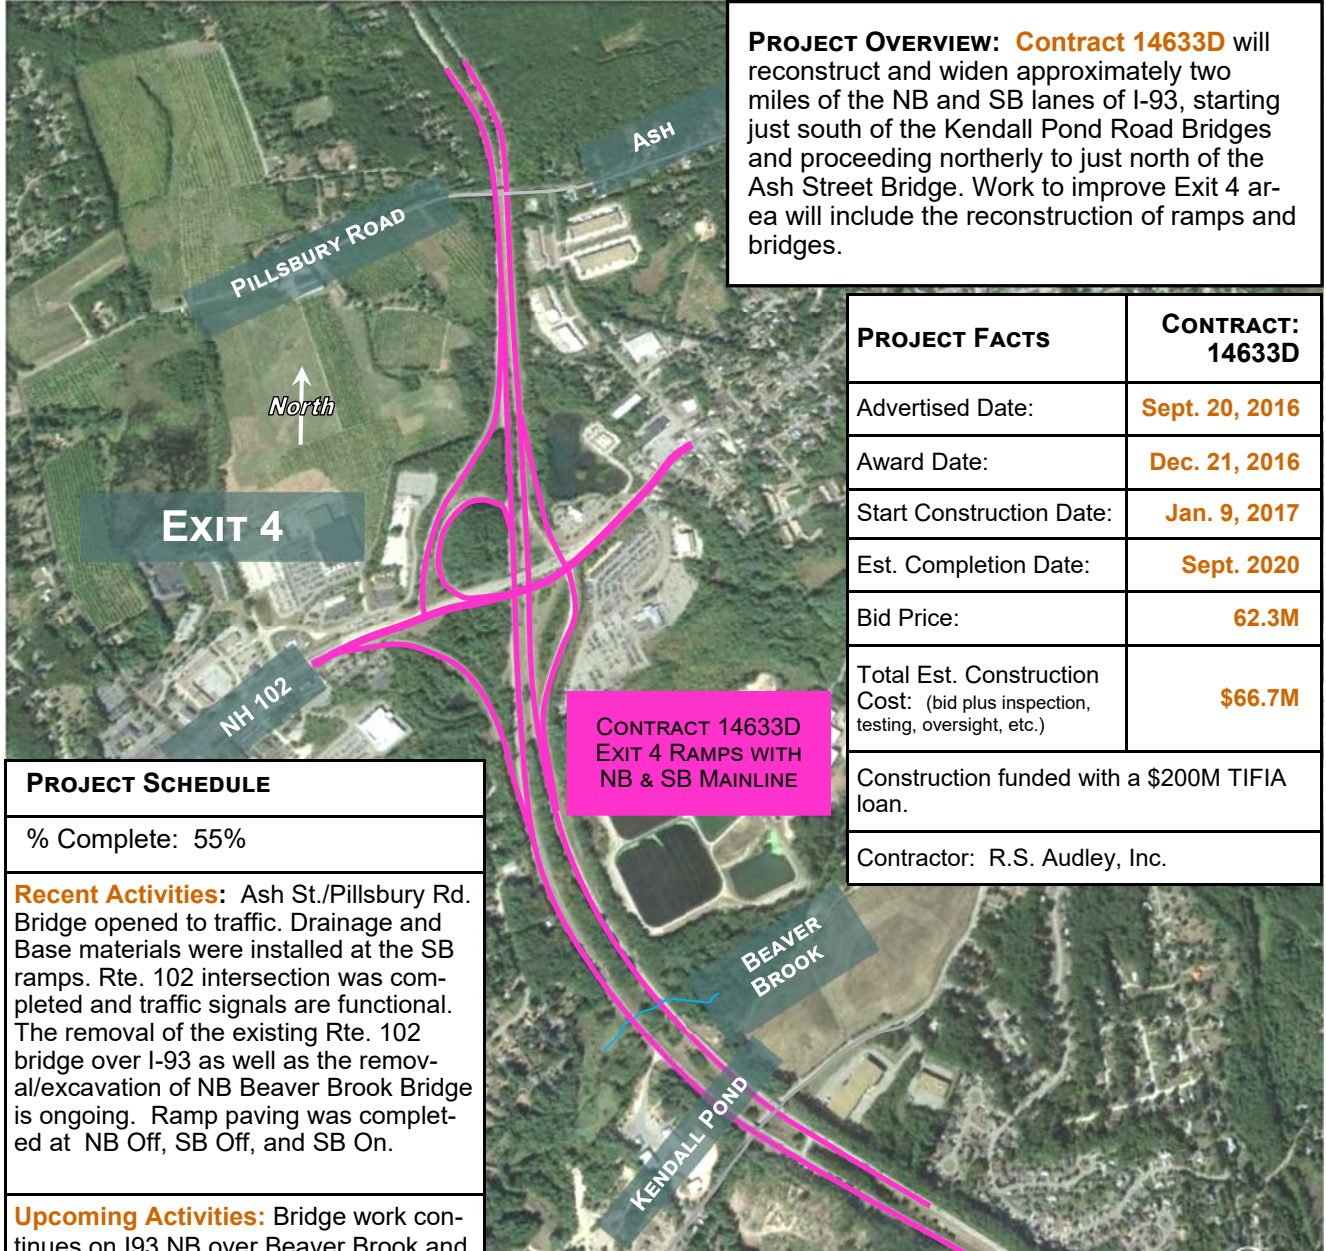 PROJECT OVERVIEW: Contract 14633D will
reconstruct and widen approximately two
miles of the NB and SB lanes of I-93, starting
just south of the Kendall Pond Road Bridges
and proceeding northerly to just north of the
Ash Street Bridge. Work to improve Exit 4 ar-
ea will include the reconstruction of ramps and
bridges.
ASH
PILLSBURY ROAD
North
EXIT 4
NH 102
CONTRACT 14633D
EXIT 4 RAMPS WITH
NB & SB MAINLINE
BEAVER
BROOK
KENDALL POND
PROJECT FACTS
CONTRACT:
14633D
Advertised Date: Sept. 20, 2016
Award Date: Dec. 21, 2016
Start Construction Date: Jan. 9, 2017
Est. Completion Date: Sept. 2020
Bid Price: 62.3M
Total Est. Construction
Cost: (bid plus inspection,
testing, oversight, etc.)
$66.7M
Construction funded with a $200M TIFIA
loan.
Contractor: R.S. Audley, Inc.
PROJECT SCHEDULE
% Complete: 55%
Recent Activities: Ash St./Pillsbury Rd.
Bridge opened to traffic. Drainage and
Base materials were installed at the SB
ramps. Rte. 102 intersection was com-
pleted and traffic signals are functional.
The removal of the existing Rte. 102
bridge over I-93 as well as the remov-
al/excavation of NB Beaver Brook Bridge
is ongoing. Ramp paving was complet-
ed at NB Off, SB Off, and SB On.
Upcoming Activities: Bridge work con-
tinues on I93 NB over Beaver Brook and